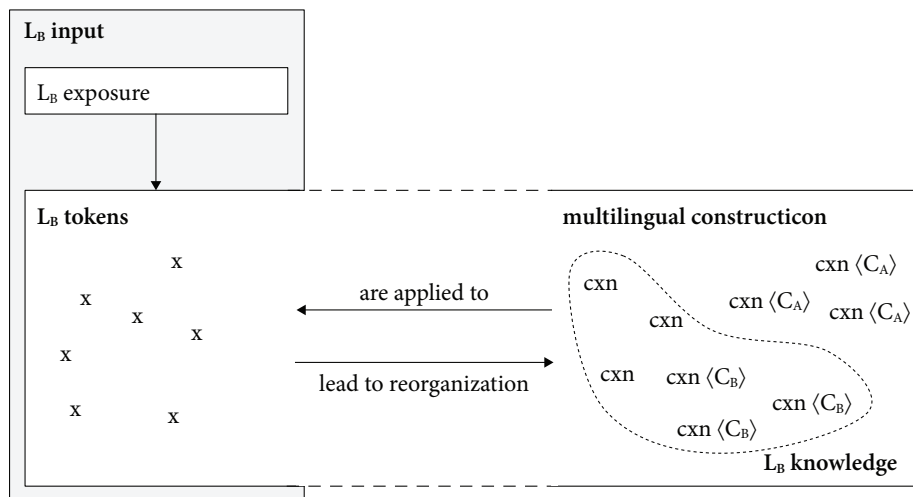 L_B input
L_B exposure
L_B tokens
multilingual constructicon
x
cxn ⟨C_A⟩
cxn
x
are applied to
cxn ⟨C_A⟩
cxn ⟨C_A⟩
x
cxn
x
x
lead to reorganization
cxn
cxn ⟨C_B⟩
x
x
cxn ⟨C_B⟩
cxn ⟨C_B⟩
L_B knowledge